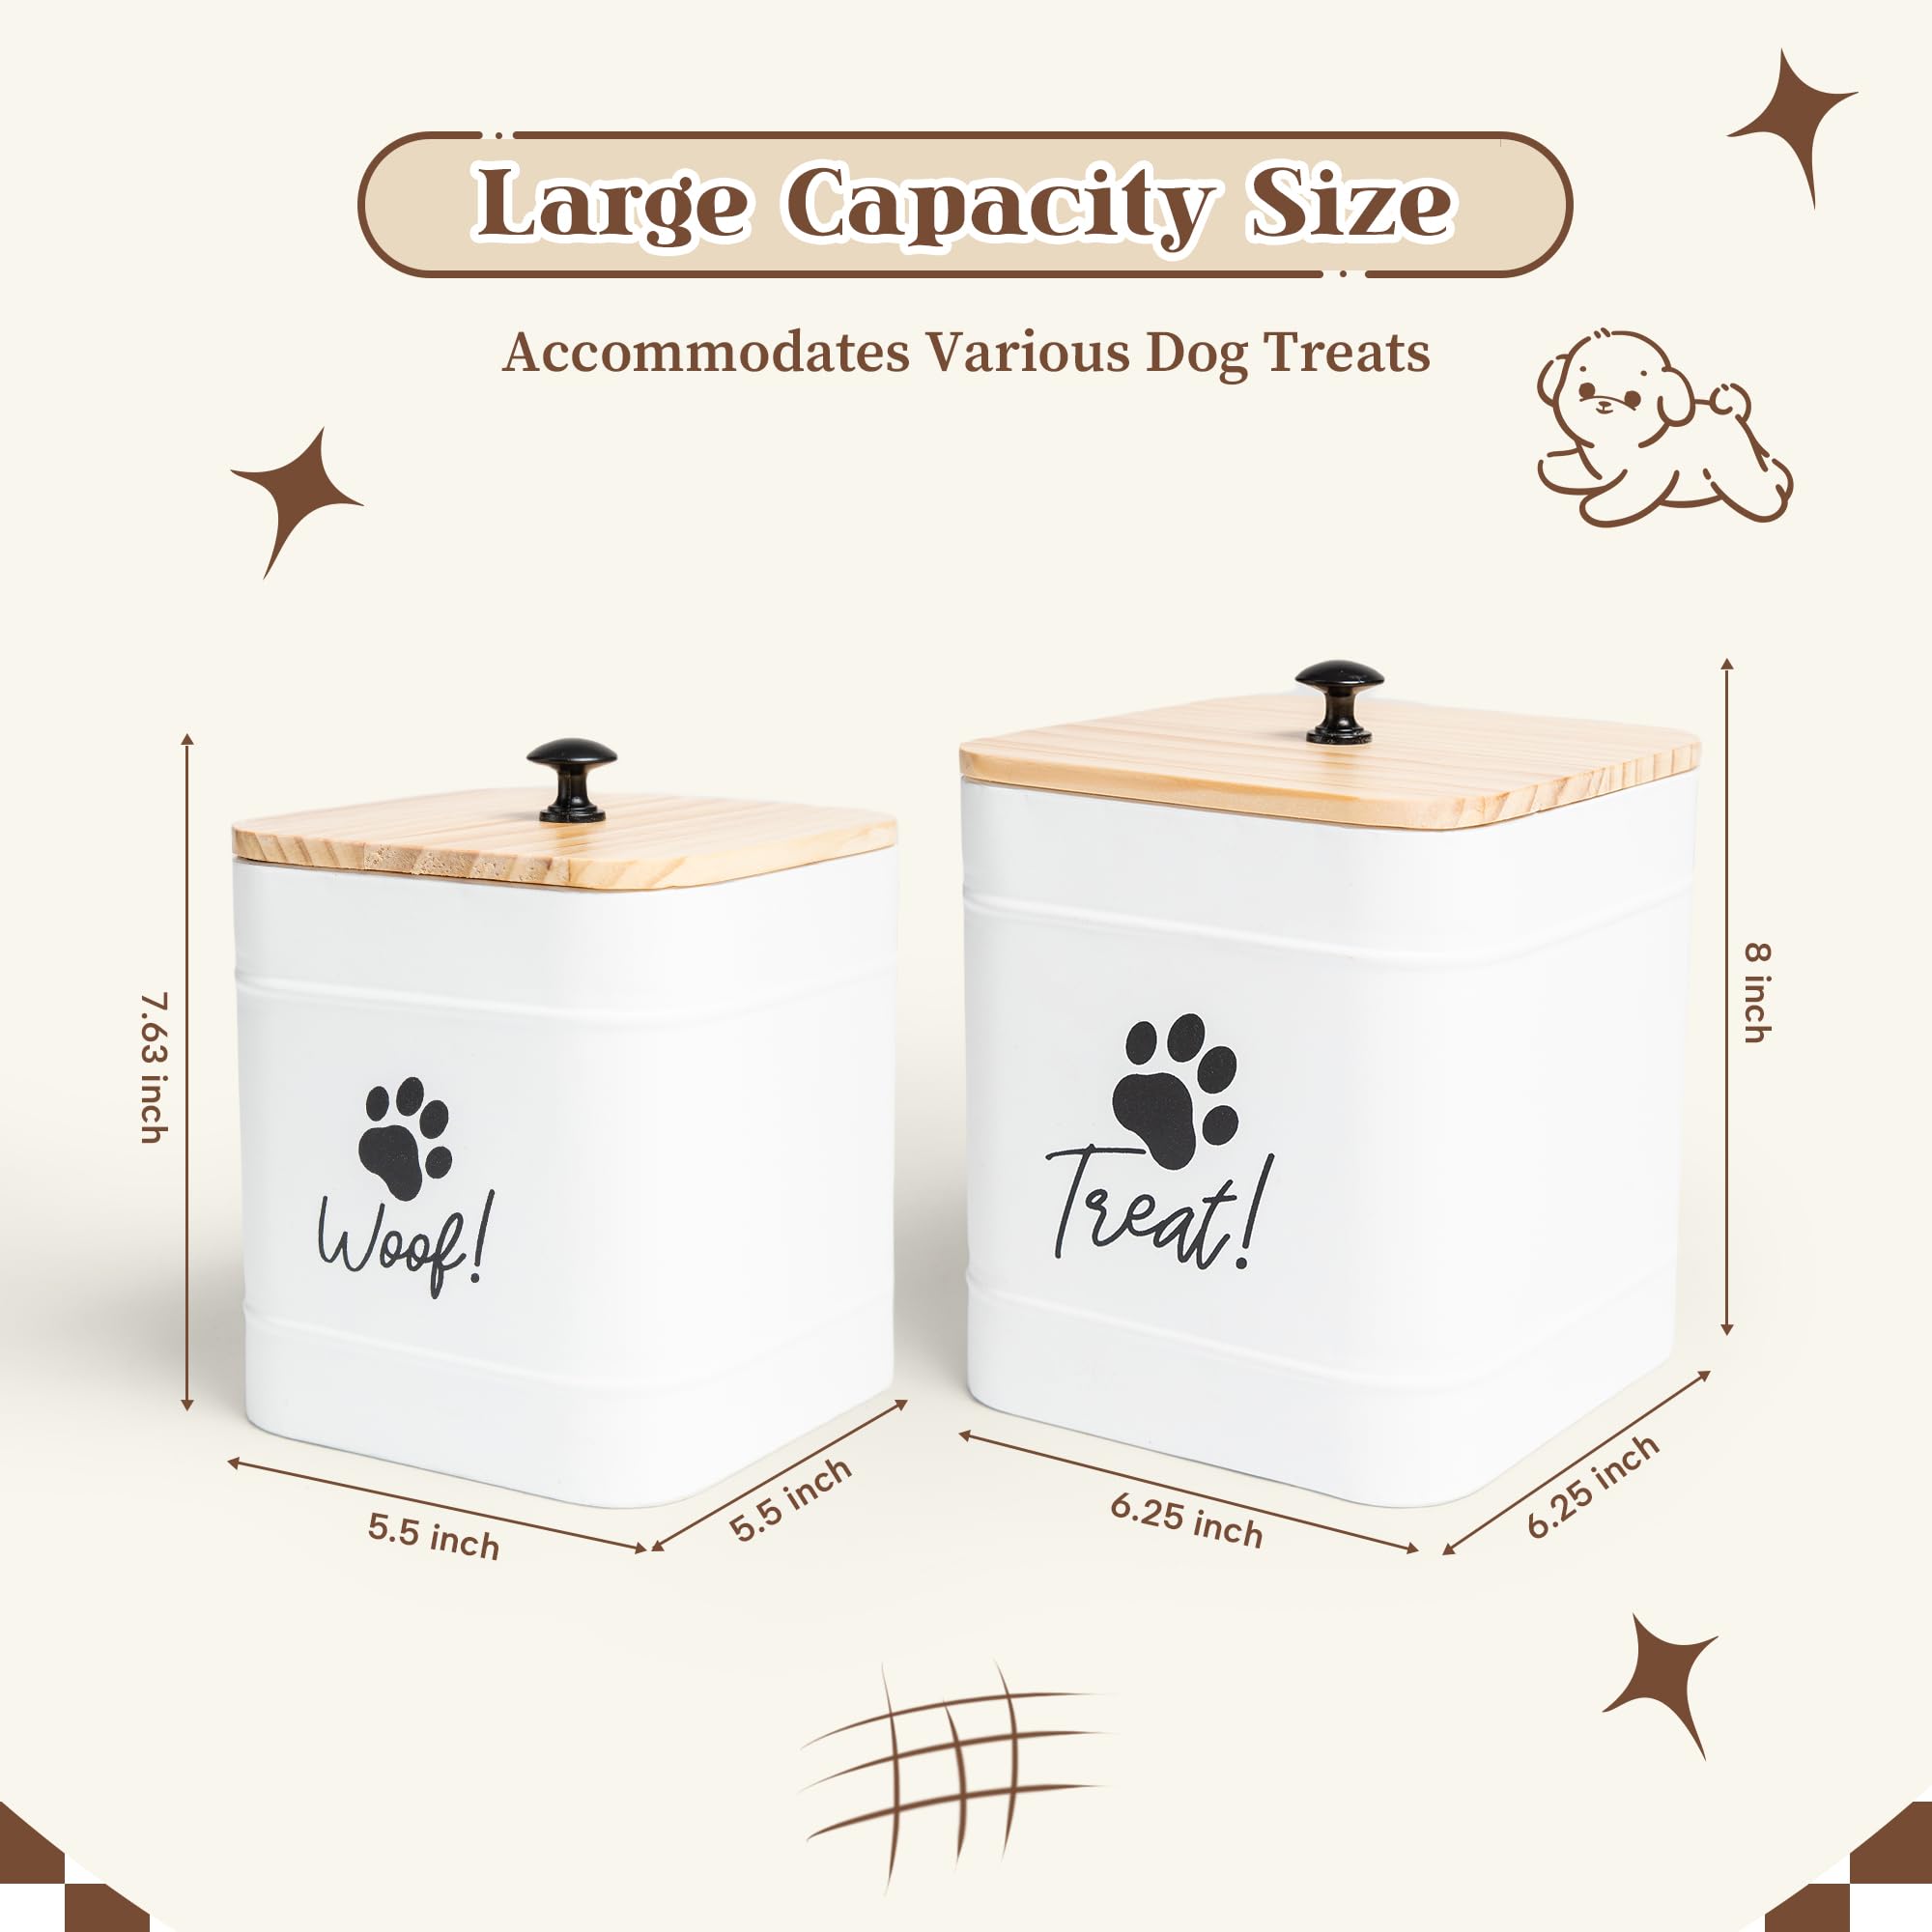 Large Capacity Size
Accommodates Various Dog Treats
7.63 inch
Woof!
5.5 inch
5.5 inch
Treat!
8 inch
6.25 inch
6.25 inch